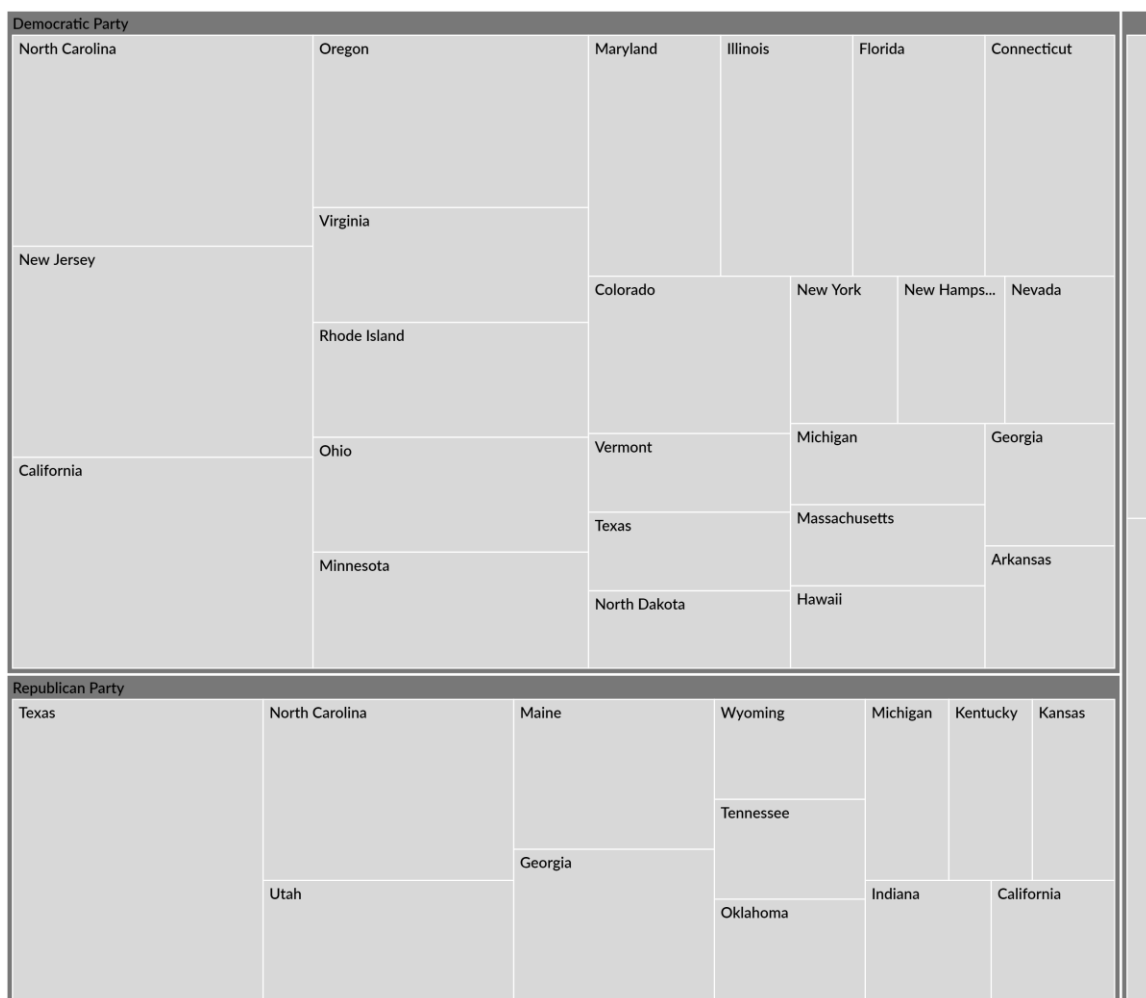 Democratic Party
North Carolina
Oregon
Maryland
Illinois
Florida
Connecticut
Virginia
New Jersey
Colorado
New York
New Hamps...
Nevada
Rhode Island
Michigan
Georgia
Ohio
Vermont
California
Massachusetts
Texas
Arkansas
Minnesota
Hawaii
North Dakota
Republican Party
Texas
North Carolina
Maine
Wyoming
Michigan
Kentucky
Kansas
Tennessee
Georgia
Utah
Indiana
California
Oklahoma